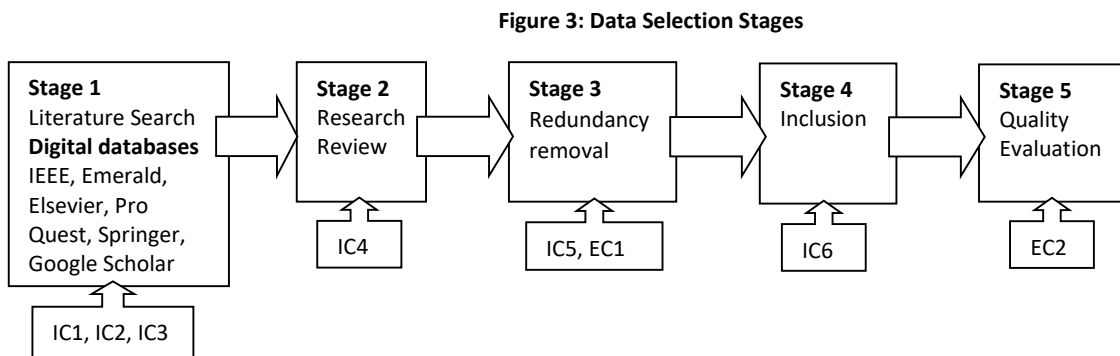 Figure 3: Data Selection Stages
Stage 1
Literature Search
Digital databases
IEEE, Emerald,
Elsevier, Pro
Quest, Springer,
Google Scholar
IC1, IC2, IC3
Stage 2
Research
Review
IC4
Stage 3
Redundancy
removal
IC5, EC1
Stage 4
Inclusion
IC6
Stage 5
Quality
Evaluation
EC2